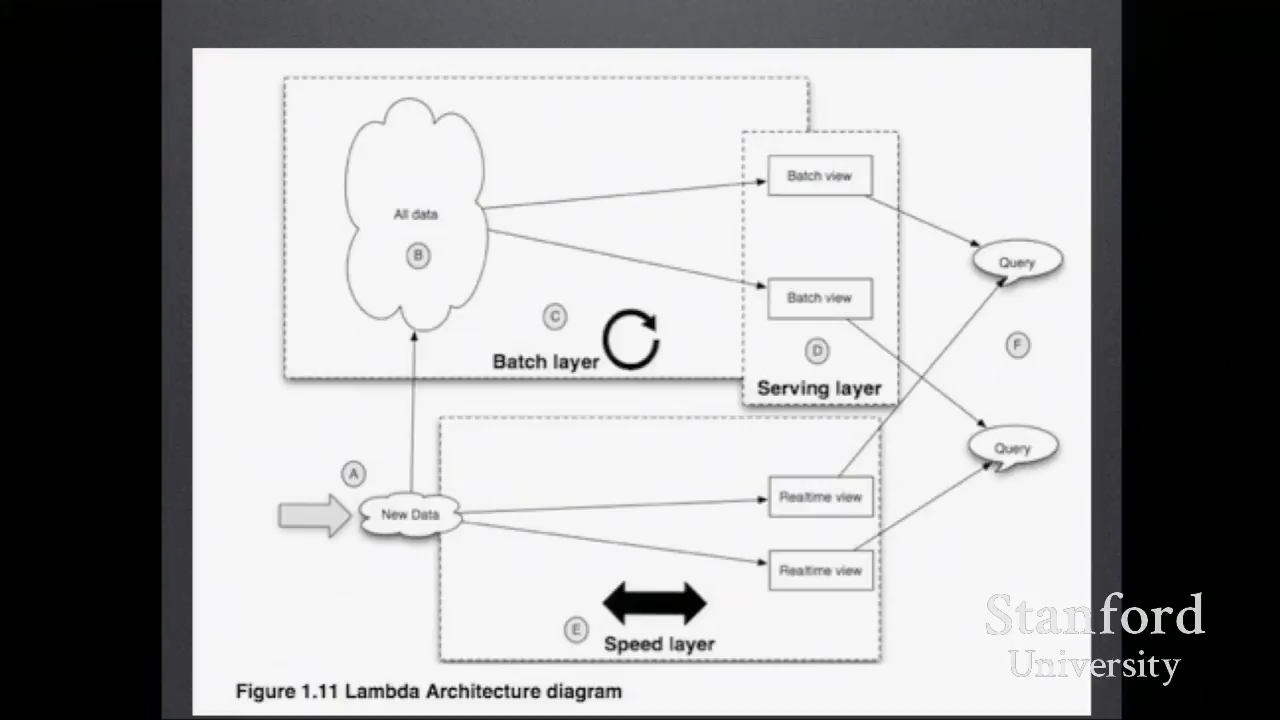 All data
B
C
Batch layer
Batch view
Batch view
D
Serving layer
Query
F
Query
A
New Data
Realtime view
Realtime view
E
Speed layer
Figure 1.11 Lambda Architecture diagram
Stanford
University